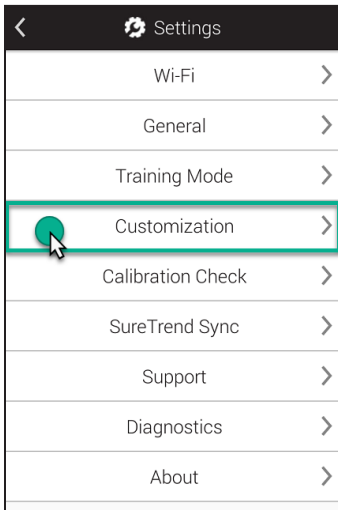 Settings
Wi-Fi
General
Training Mode
Customization
Calibration Check
SureTrend Sync
Support
Diagnostics
About